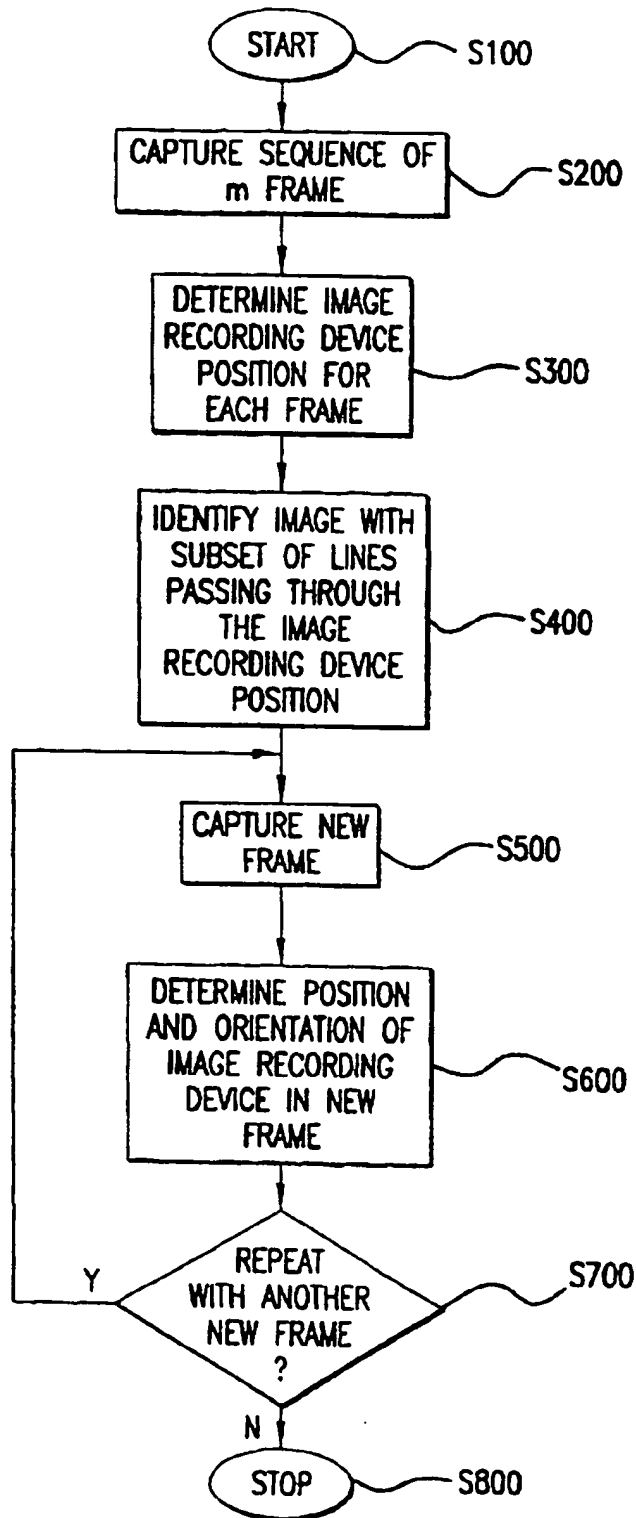 START
S100
CAPTURE SEQUENCE OF
m FRAME
S200
DETERMINE IMAGE
RECORDING DEVICE
POSITION FOR
EACH FRAME
S300
IDENTIFY IMAGE WITH
SUBSET OF LINES
PASSING THROUGH
THE IMAGE
RECORDING DEVICE
POSITION
S400
CAPTURE NEW
FRAME
S500
DETERMINE POSITION
AND ORIENTATION OF
IMAGE RECORDING
DEVICE IN NEW
FRAME
S600
REPEAT
WITH ANOTHER
NEW FRAME
?
S700
Y
N
STOP
S800